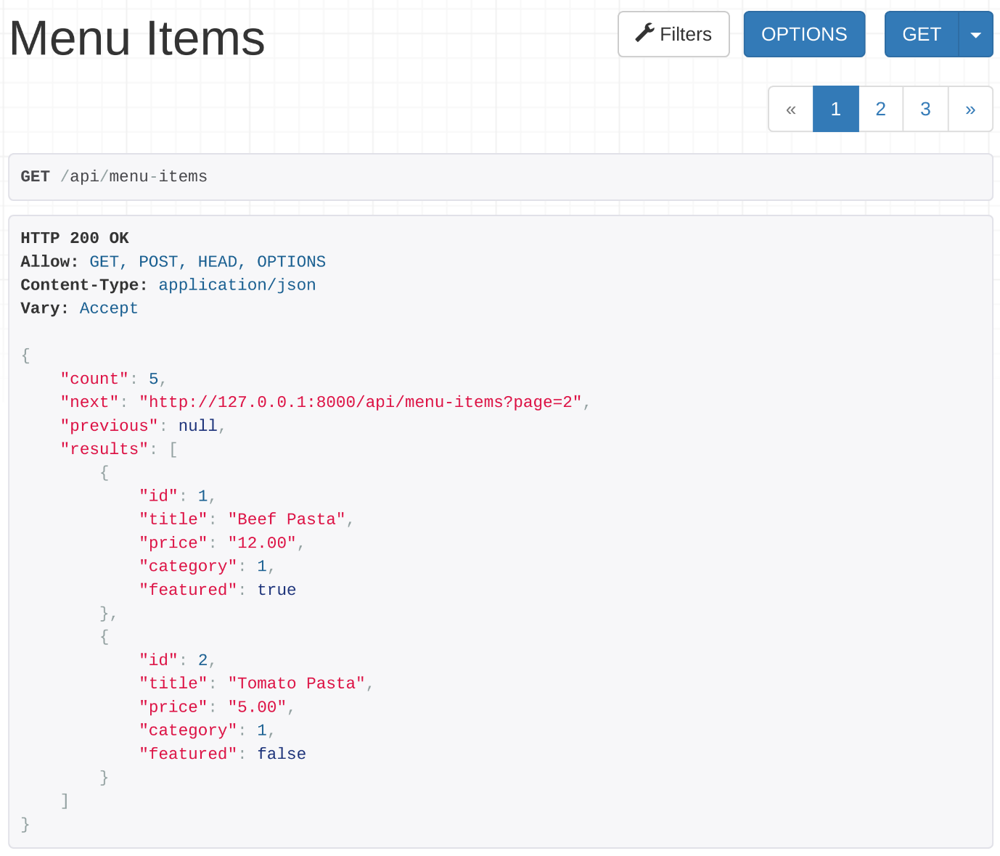 Menu Items
Filters
OPTIONS
GET
« 1 2 3 »
GET /api/menu-items
HTTP 200 OK
Allow: GET, POST, HEAD, OPTIONS
Content-Type: application/json
Vary: Accept
{
    "count": 5,
    "next": "http://127.0.0.1:8000/api/menu-items?page=2",
    "previous": null,
    "results": [
        {
            "id": 1,
            "title": "Beef Pasta",
            "price": "12.00",
            "category": 1,
            "featured": true
        },
        {
            "id": 2,
            "title": "Tomato Pasta",
            "price": "5.00",
            "category": 1,
            "featured": false
        }
    ]
}